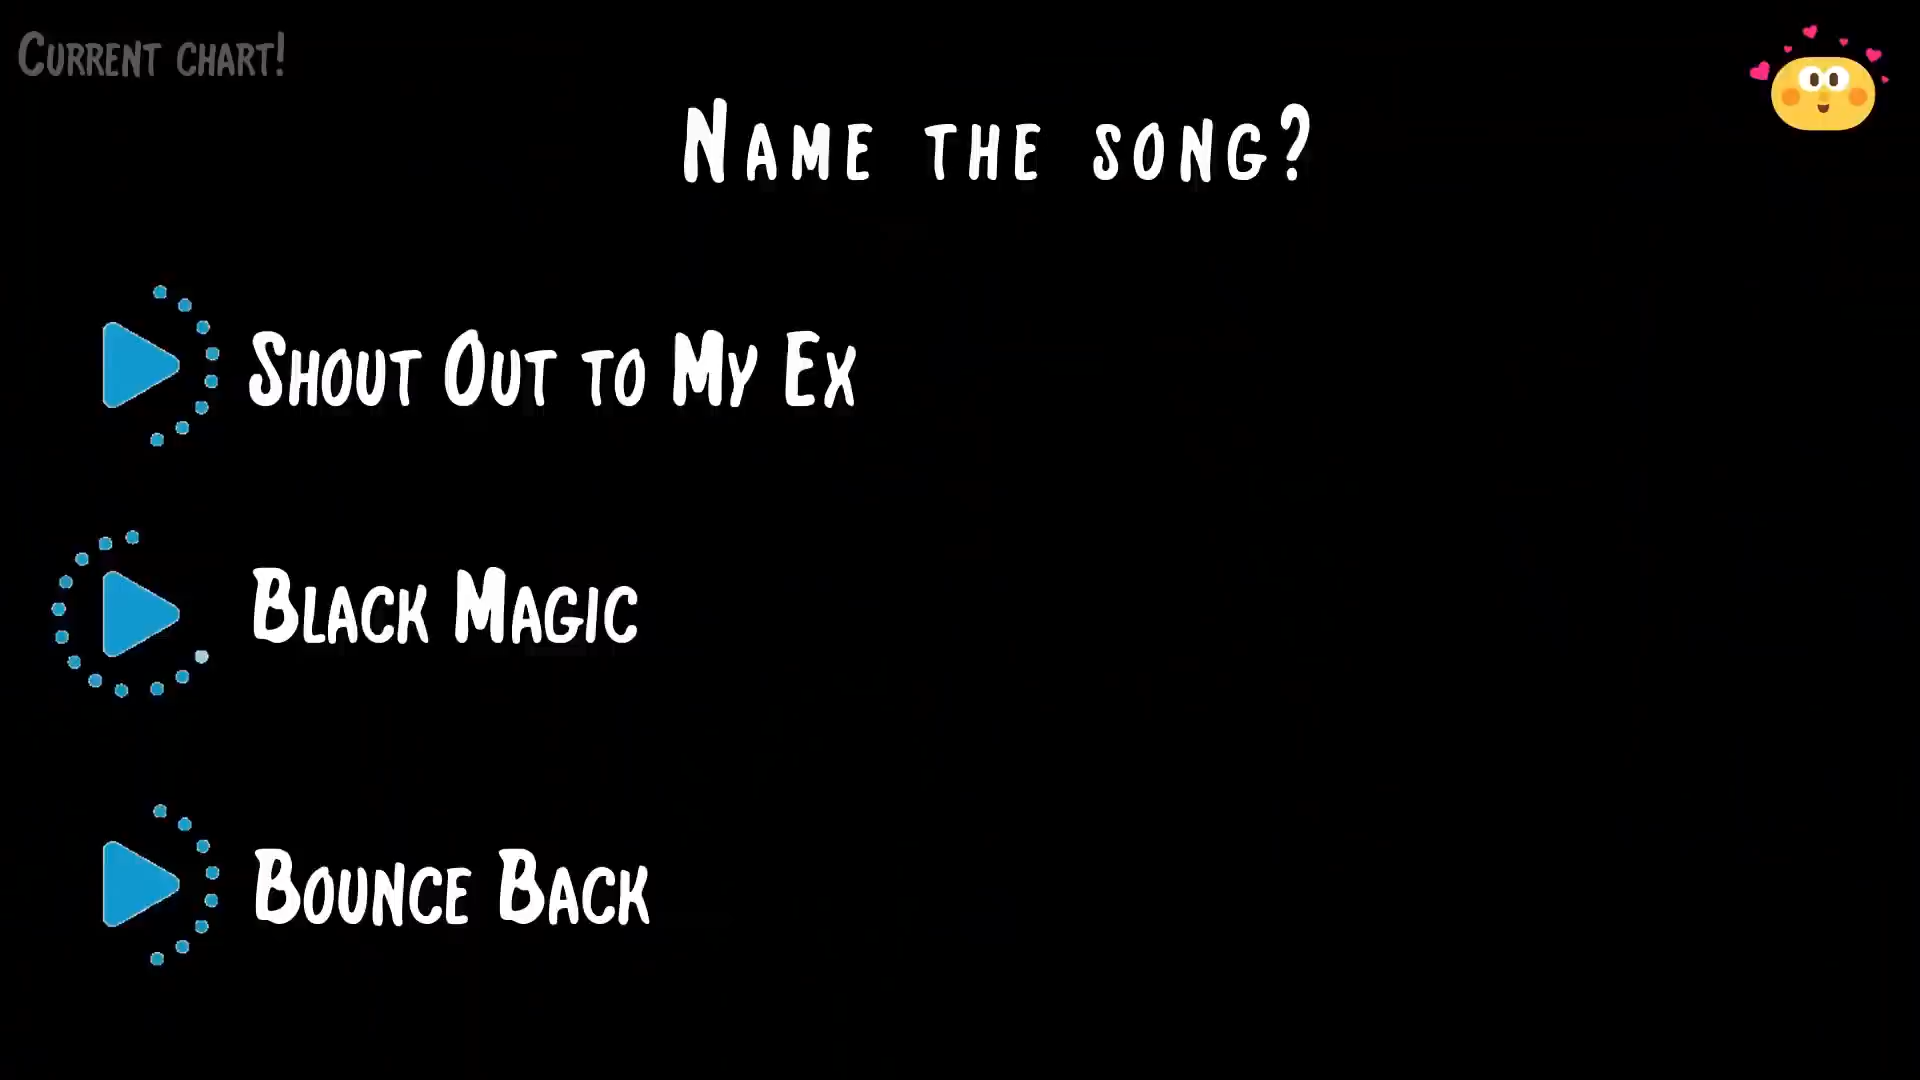 Current chart!
Name the song?
Shout Out to My Ex
Black Magic
Bounce Back